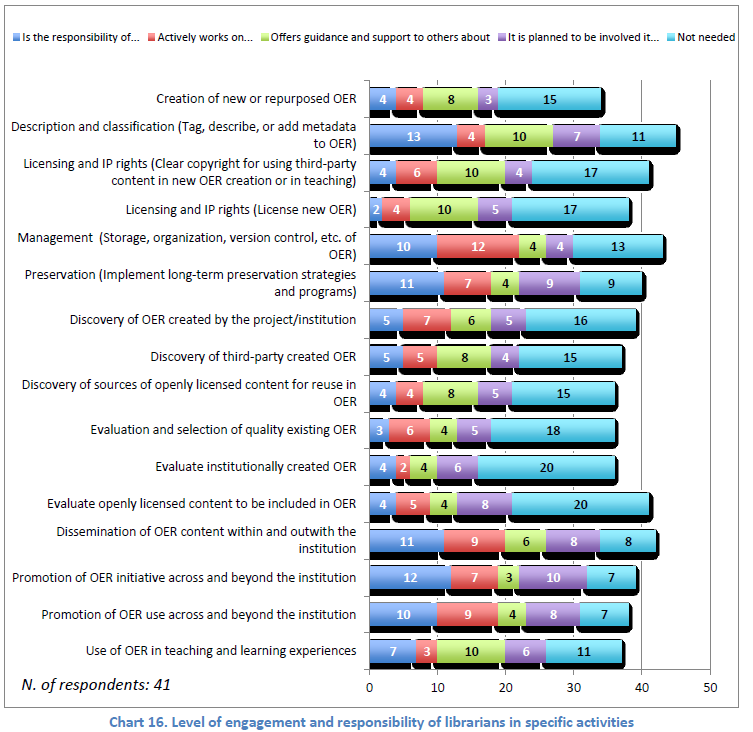 Is the responsibility of... Actively works on... Offers guidance and support to others about It is planned to be involved it... Not needed
Creation of new or repurposed OER 4 4 8 3 15
Description and classification (Tag, describe, or add metadata
to OER) 13 4 10 7 11
Licensing and IP rights (Clear copyright for using third-party
content in new OER creation or in teaching) 4 6 10 4 17
Licensing and IP rights (License new OER) 2 4 10 5 17
Management (Storage, organization, version control, etc. of
OER) 10 12 4 4 13
Preservation (Implement long-term preservation strategies
and programs) 11 7 4 9 9
Discovery of OER created by the project/institution 5 7 6 5 16
Discovery of third-party created OER 5 5 8 4 15
Discovery of sources of openly licensed content for reuse in
OER 4 4 8 5 15
Evaluation and selection of quality existing OER 3 6 4 5 18
Evaluate institutionally created OER 4 2 4 6 20
Evaluate openly licensed content to be included in OER 4 5 4 8 20
Dissemination of OER content within and outwith the
institution 11 9 6 8 8
Promotion of OER initiative across and beyond the institution 12 7 3 10 7
Promotion of OER use across and beyond the institution 10 9 4 8 7
Use of OER in teaching and learning experiences 7 3 10 6 11
N. of respondents: 41
0 10 20 30 40 50
Chart 16. Level of engagement and responsibility of librarians in specific activities